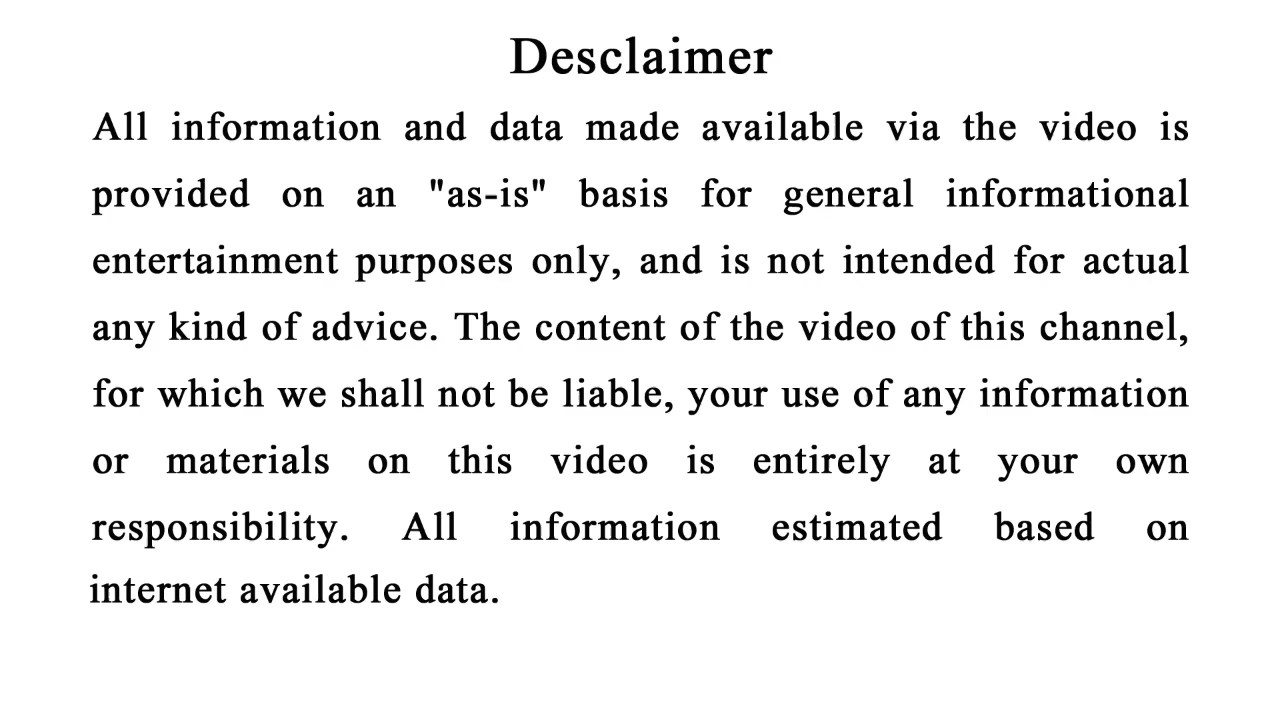 Desclaimer
All information and data made available via the video is
provided on an "as-is" basis for general informational
entertainment purposes only, and is not intended for actual
any kind of advice. The content of the video of this channel,
for which we shall not be liable, your use of any information
or materials on this video is entirely at your own
responsibility. All information estimated based on
internet available data.